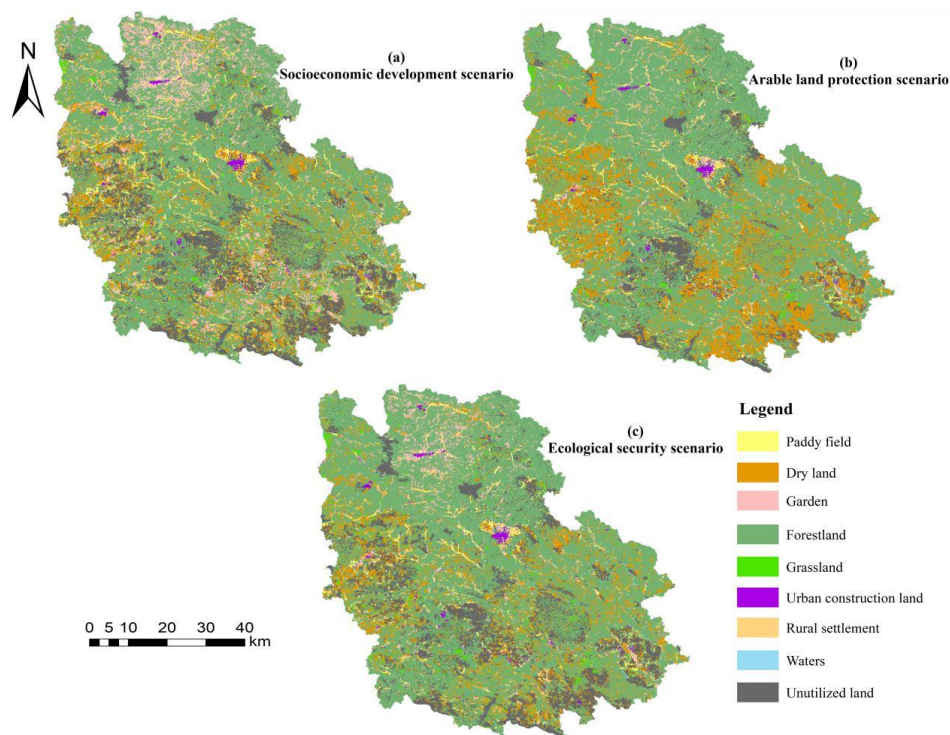 N
(a)
Socioeconomic development scenario
(b)
Arable land protection scenario
(c)
Ecological security scenario
Legend
Paddy field
Dry land
Garden
Forestland
Grassland
Urban construction land
Rural settlement
Waters
Unutilized land
0 5 10 20 30 40
km